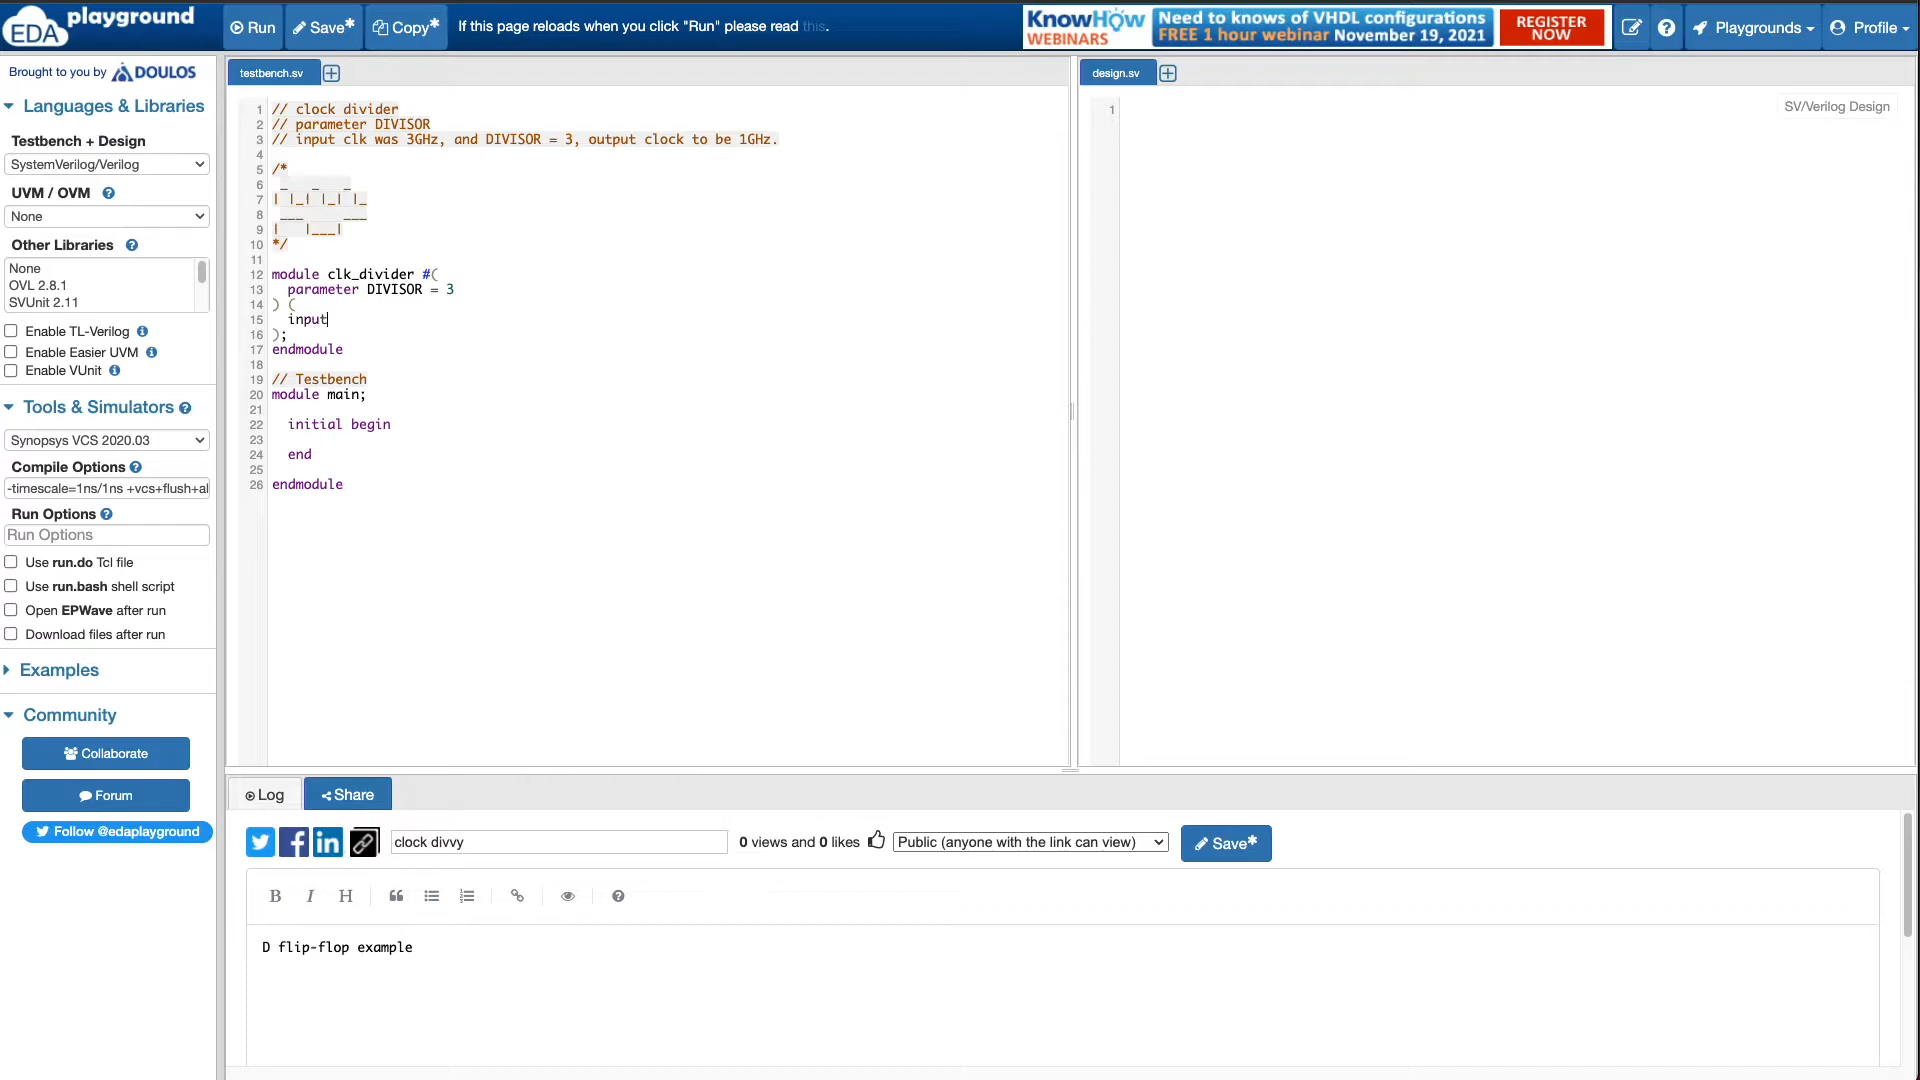 EDA playground
Run
Save*
Copy*
If this page reloads when you click "Run" please read this.
KnowHow
WEBINARS
Need to knows of VHDL configurations
FREE 1 hour webinar November 19, 2021
REGISTER
NOW
Playgrounds
Profile
Brought to you by DOULOS
Languages & Libraries
Testbench + Design
SystemVerilog/Verilog
UVM / OVM
None
Other Libraries
None
OVL 2.8.1
SVUnit 2.11
Enable TL-Verilog
Enable Easier UVM
Enable VUnit
Tools & Simulators
Synopsys VCS 2020.03
Compile Options
-timescale=1ns/1ns +vcs+flush+al
Run Options
Run Options
Use run.do Tcl file
Use run.bash shell script
Open EPWave after run
Download files after run
Examples
Community
Collaborate
Forum
Follow @edaplayground
testbench.sv
1 // clock divider
2 // parameter DIVISOR
3 // input clk was 3GHz, and DIVISOR = 3, output clock to be 1GHz.
4
5 /*
6  _   _   _
7 | |_| |_| |_
8  ___     ___
9 |   |___|
10 */
11
12 module clk_divider #(
13   parameter DIVISOR = 3
14 ) (
15   input
16 );
17 endmodule
18
19 // Testbench
20 module main;
21
22   initial begin
23
24   end
25
26 endmodule
design.sv
1
SV/Verilog Design
Log
Share
clock divvy
0 views and 0 likes
Public (anyone with the link can view)
Save*
B I H
D flip-flop example